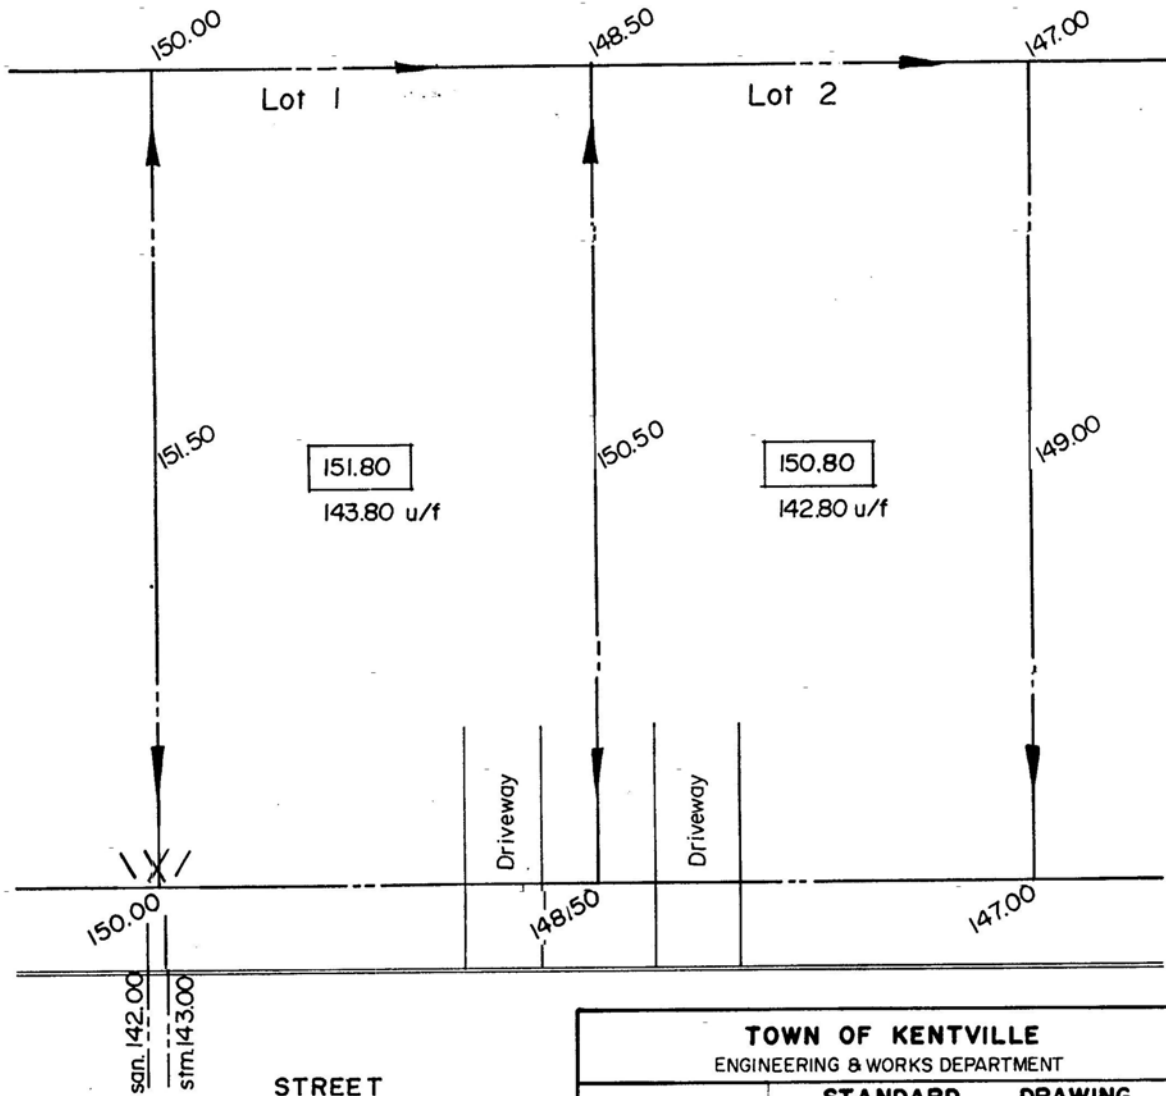 150.00
148.50
147.00
Lot 1
Lot 2
151.50
151.80
143.80 u/f
150.50
150.80
142.80 u/f
149.00
Driveway
Driveway
150.00
148.50
147.00
san. 142.00
stm. 143.00
STREET
TOWN OF KENTVILLE
ENGINEERING & WORKS DEPARTMENT
STANDARD DRAWING